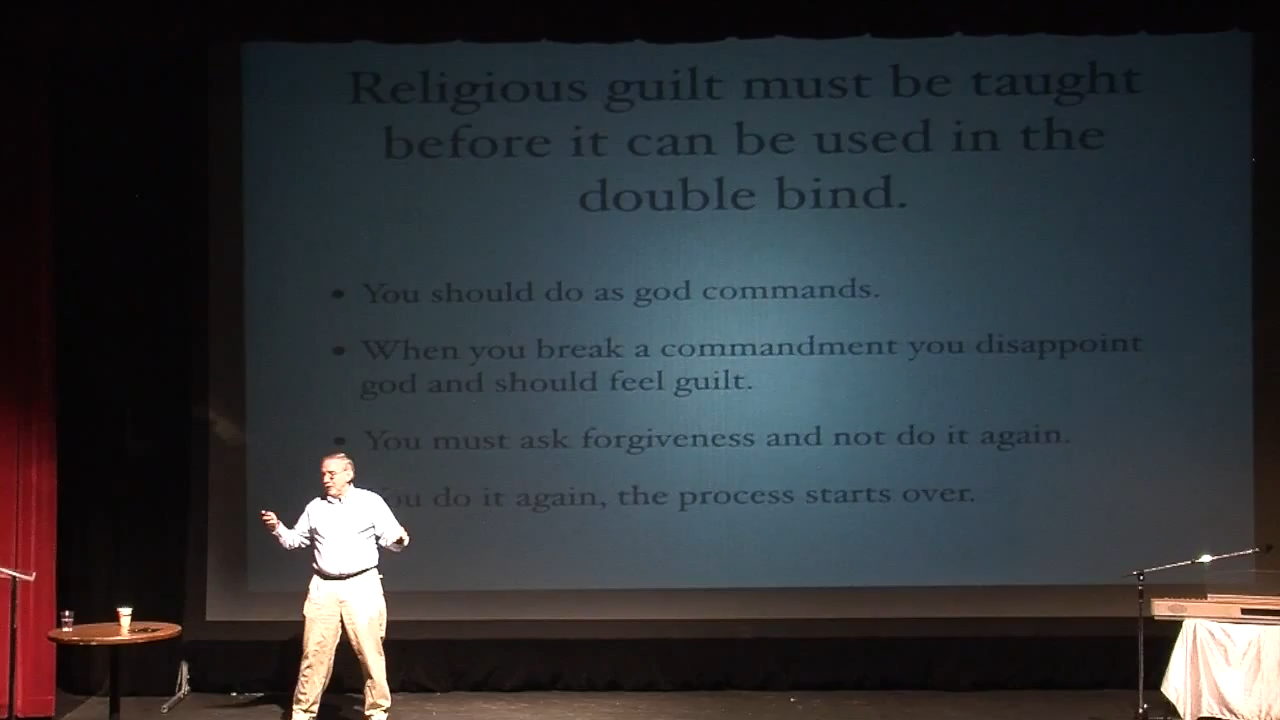 Religious guilt must be taught
before it can be used in the
double bind.
• You should do as god commands.
• When you break a commandment you disappoint
god and should feel guilt.
• You must ask forgiveness and not do it again.
You do it again, the process starts over.